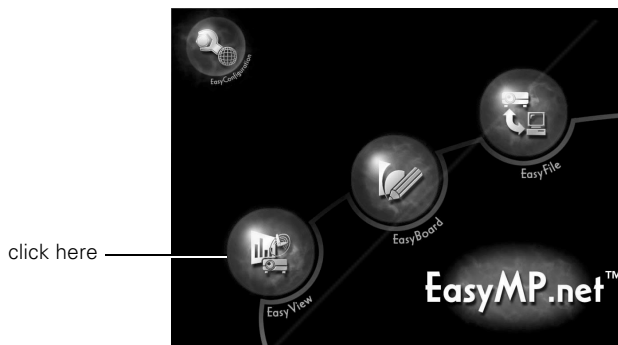 EasyConfiguration
EasyFile
EasyBoard
click here
EasyView
EasyMP.net™